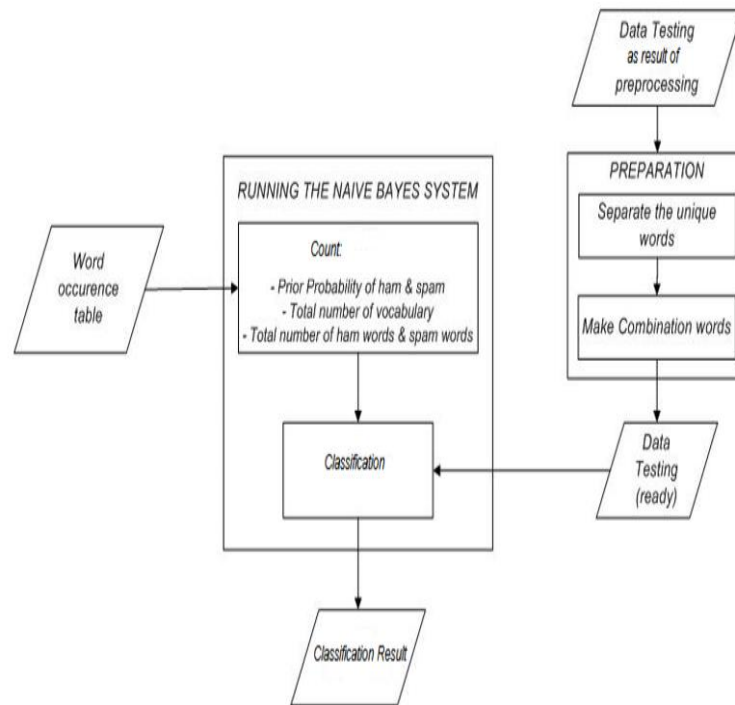 Data Testing
as result of
preprocessing
PREPARATION
Separate the unique
words
Make Combination words
Data
Testing
(ready)
RUNNING THE NAIVE BAYES SYSTEM
Count:
- Prior Probability of ham & spam
- Total number of vocabulary
- Total number of ham words & spam words
Word
occurence
table
Classification
Classification Result